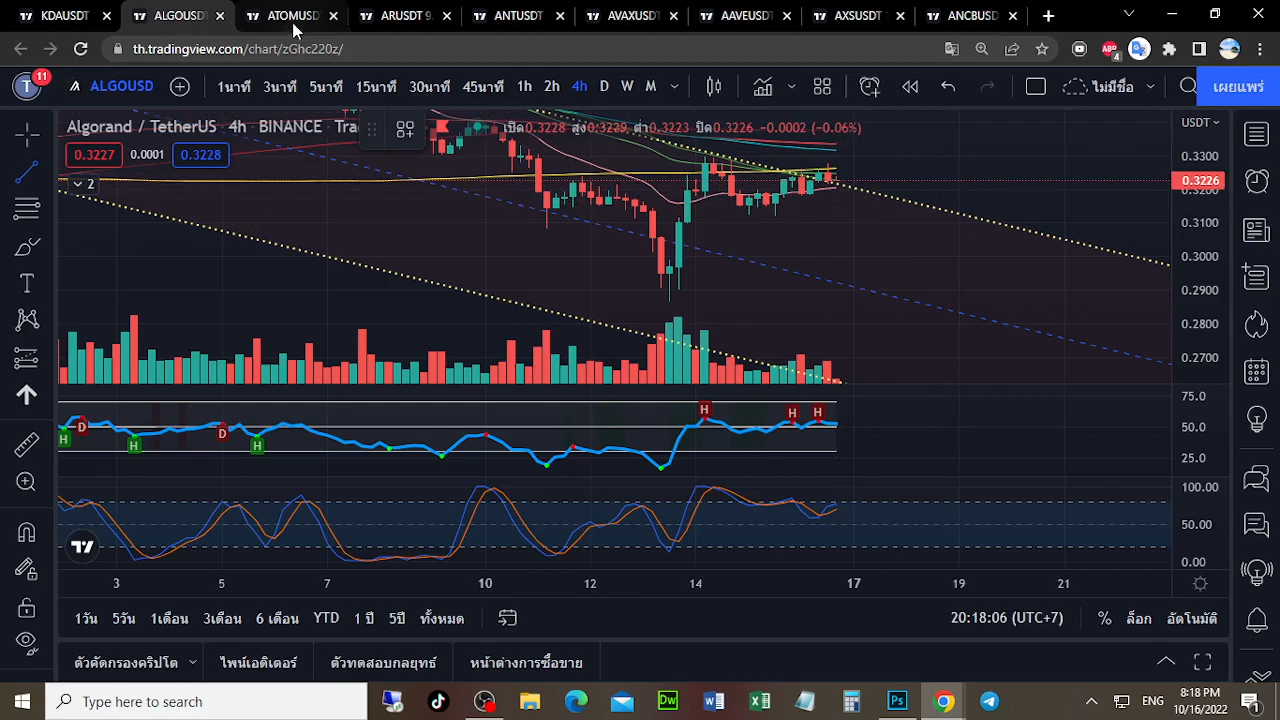 KDAUSDT
ALGOUSDT
ATOMUSD
ARUSDT 9.
ANTUSDT
AVAXUSDT
AAVEUSDT
AXSUSDT
ANCBUSD
th.tradingview.com/chart/zGhc220z/
ABP
4
T
11
ALGOUSDT
1นาที
3นาที
5นาที
15นาที
30นาที
45นาที
1h
2h
4h
D
W
M
ไม่มีชื่อ
เผยแพร่
Algorand / TetherUS · 4h · BINANCE · Tra
เปิด0.3228 สูง0.3239 ต่ำ0.3223 ปิด0.3226 −0.0002 (−0.06%)
USDT
0.3227
0.0001
0.3228
2
0.3300
0.3226
0.3200
0.3100
0.3000
0.2900
0.2800
0.2700
H
D
H
D
H
H
H
H
75.0
50.0
25.0
100.00
50.00
0.00
3
5
7
10
12
14
17
19
21
1วัน
5วัน
1เดือน
3เดือน
6 เดือน
YTD
1 ปี
5ปี
ทั้งหมด
20:18:06 (UTC+7)
%
ล็อก
อัตโนมัติ
ตัวคัดกรองคริปโต
ไพน์เอดิเตอร์
ตัวทดสอบกลยุทธ์
หน้าต่างการซื้อขาย
Type here to search
Dw
Ps
ENG
8:18 PM
10/16/2022
1